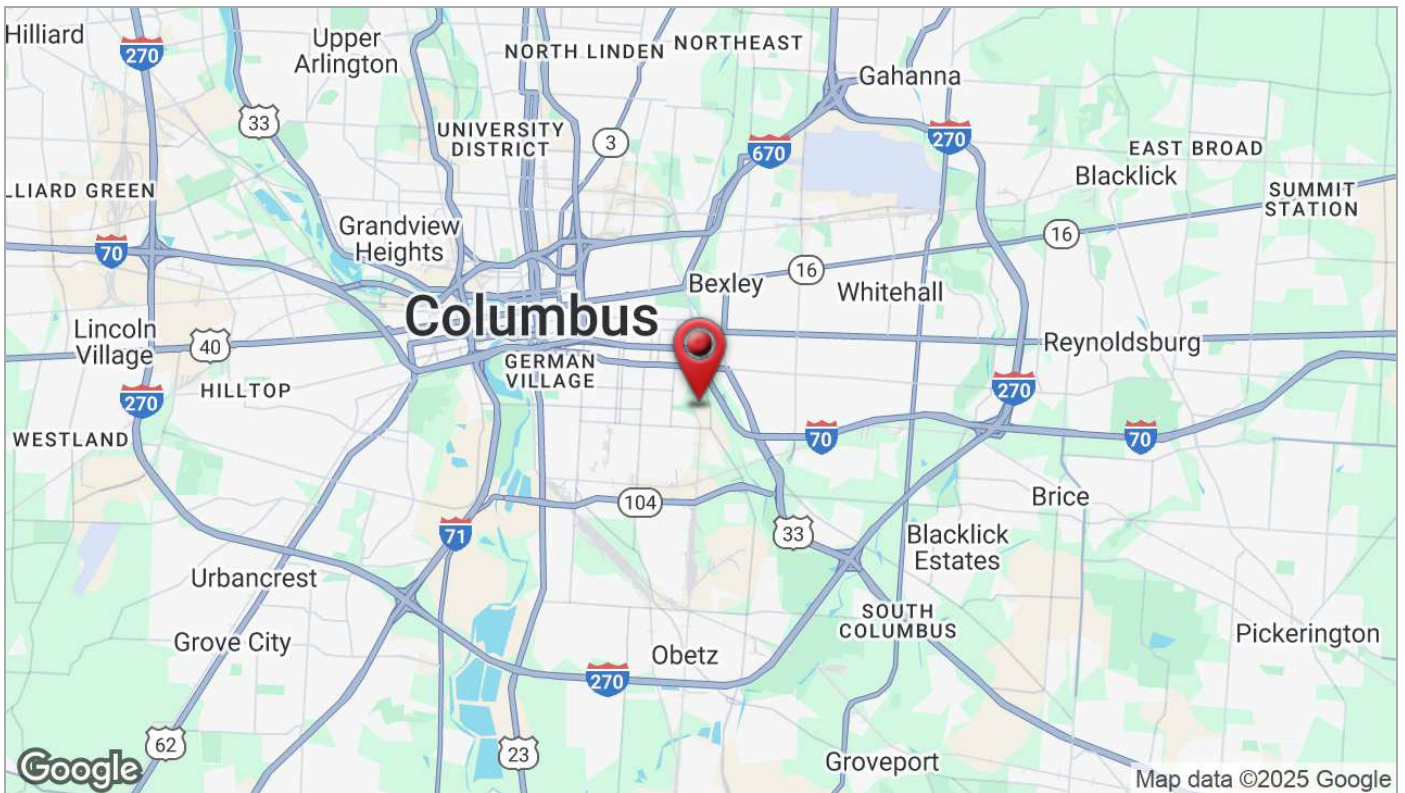 Hilliard
Upper
Arlington
NORTH LINDEN
NORTHEAST
270
Gahanna
33
UNIVERSITY
DISTRICT
3
670
270
EAST BROAD
Blacklick
LLIARD GREEN
SUMMIT
STATION
Grandview
Heights
70
16
16
Bexley
Whitehall
Columbus
Lincoln
Village
40
GERMAN
VILLAGE
Reynoldsburg
HILLTOP
270
270
WESTLAND
70
70
104
Brice
71
33
Blacklick
Estates
Urbancrest
SOUTH
COLUMBUS
Grove City
Obetz
Pickerington
270
62
23
Groveport
Google
Map data ©2025 Google